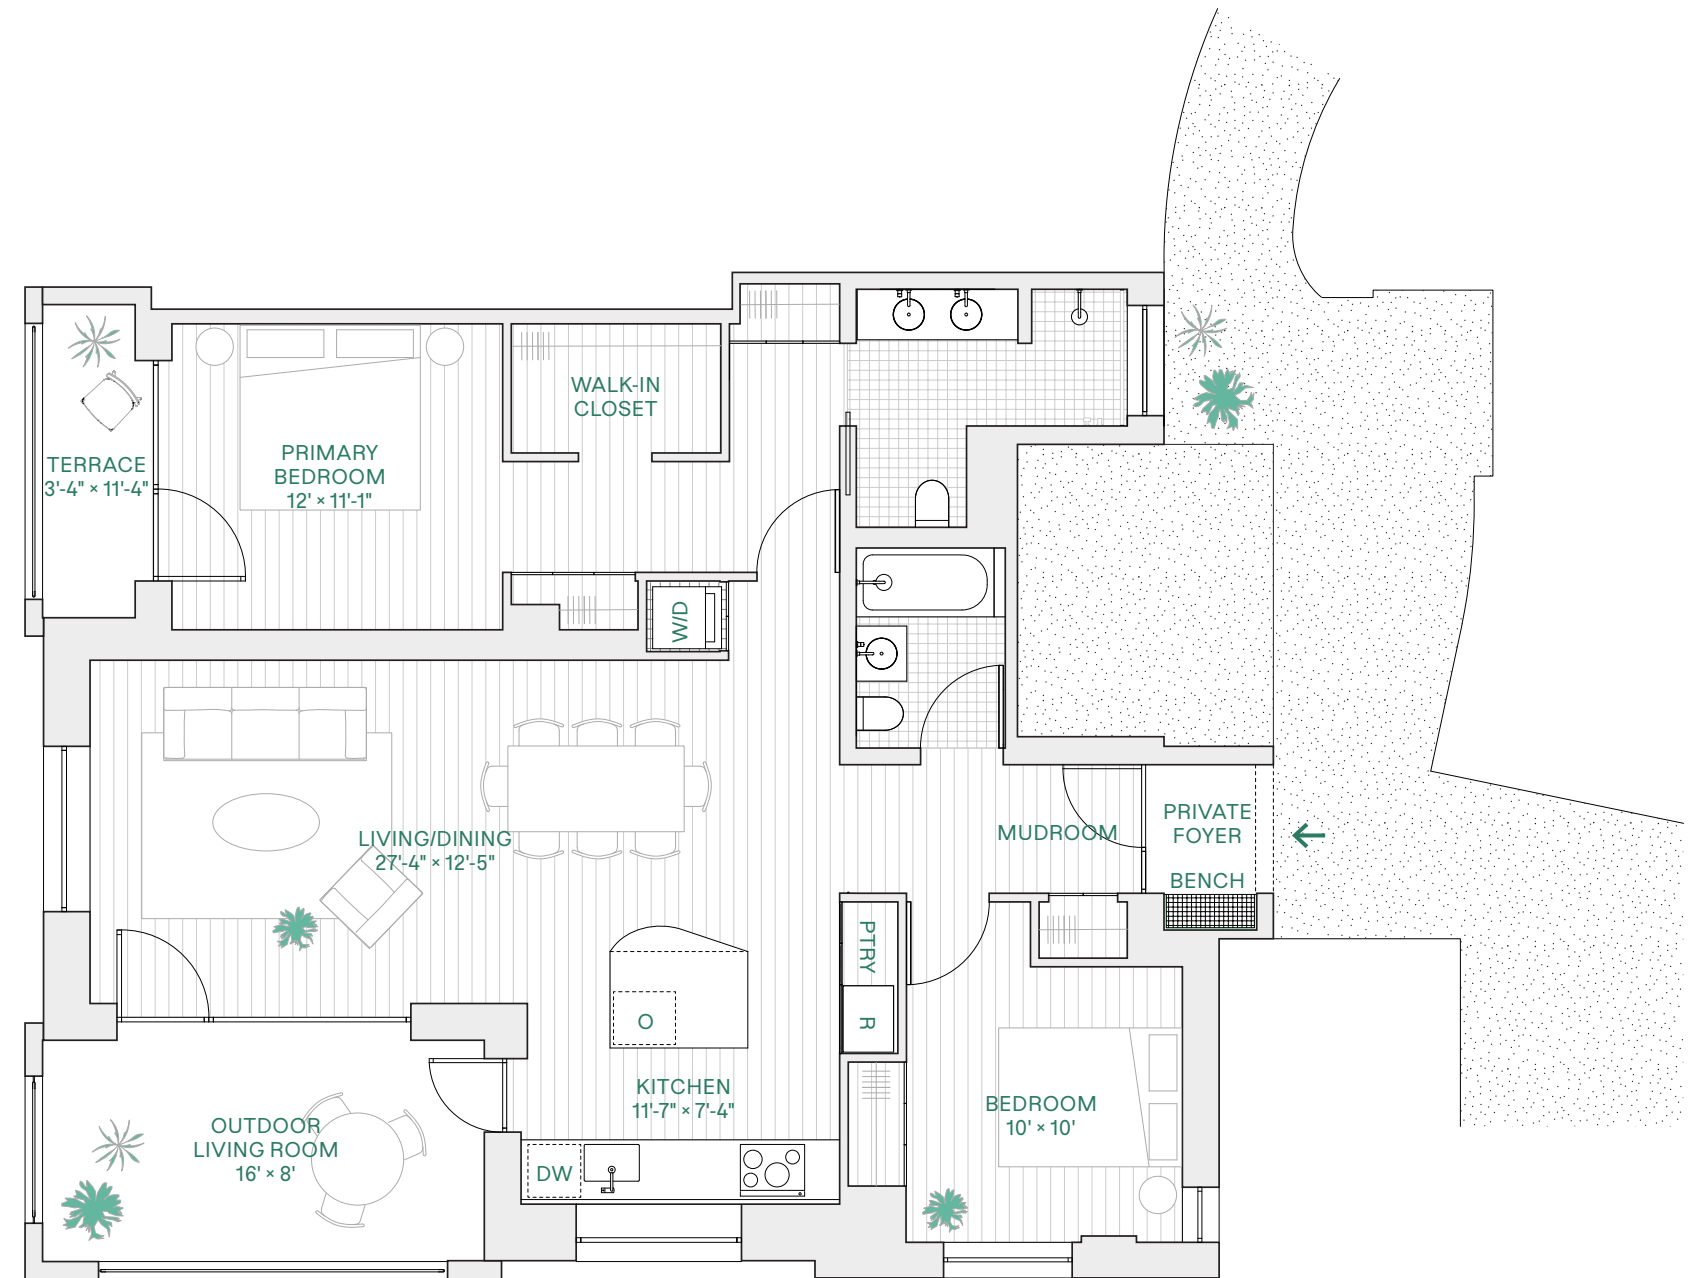 WALK-IN
CLOSET
PRIMARY
BEDROOM
12' × 11'-1"
TERRACE
3'-4" × 11'-4"
W/D
LIVING/DINING
27'-4" × 12'-5"
MUDROOM
PRIVATE
FOYER
BENCH
PTRY
R
O
KITCHEN
11'-7" × 7'-4"
BEDROOM
10' × 10'
OUTDOOR
LIVING ROOM
16' × 8'
DW